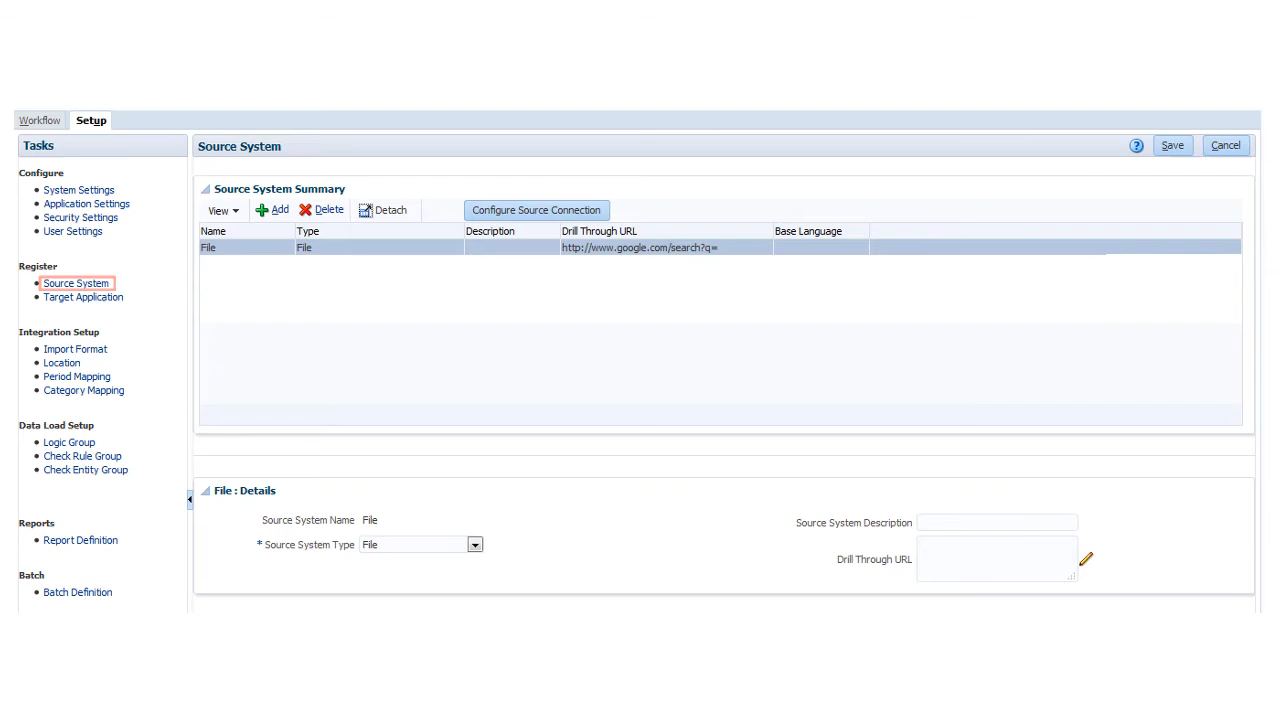 Workflow Setup
Tasks
Configure
System Settings
Application Settings
Security Settings
User Settings
Register
Source System
Target Application
Integration Setup
Import Format
Location
Period Mapping
Category Mapping
Data Load Setup
Logic Group
Check Rule Group
Check Entity Group
Reports
Report Definition
Batch
Batch Definition
Source System ? Save Cancel
Source System Summary
View Add Delete Detach Configure Source Connection
Name Type Description Drill Through URL Base Language
File File http://www.google.com/search?q=
File : Details
Source System Name File
* Source System Type File
Source System Description
Drill Through URL